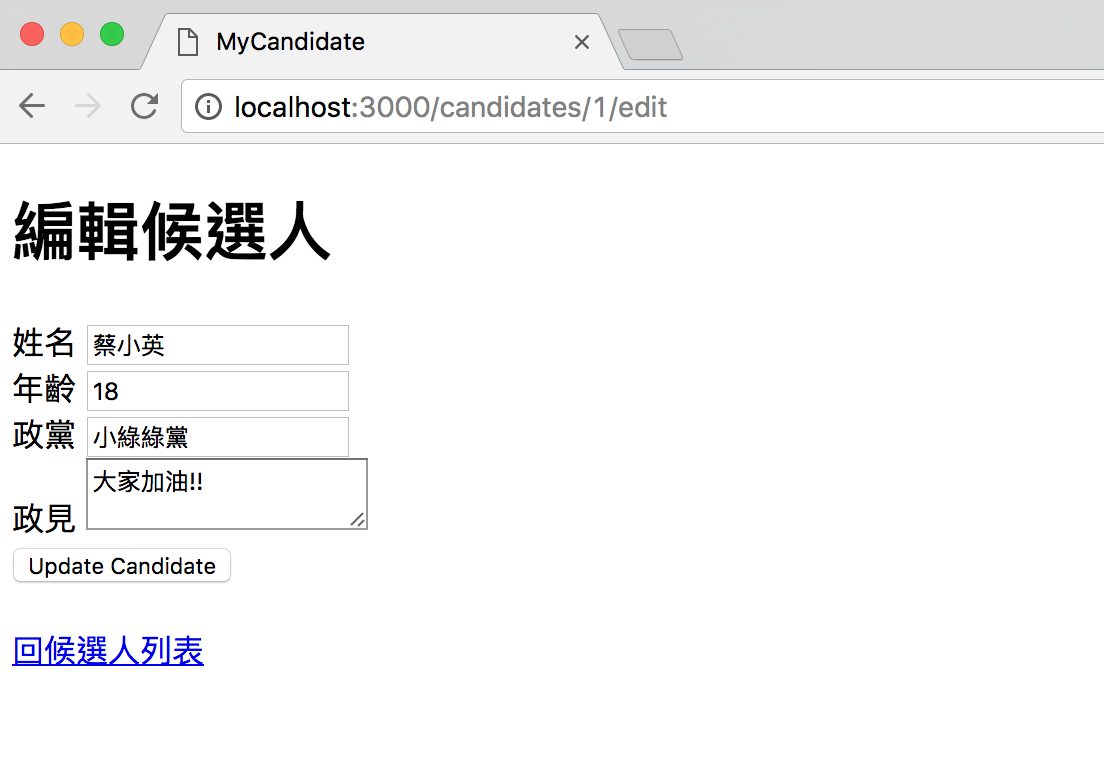 MyCandidate
localhost:3000/candidates/1/edit
編輯候選人
姓名 蔡小英
年齡 18
政黨 小綠綠黨
政見 大家加油!!
Update Candidate
回候選人列表